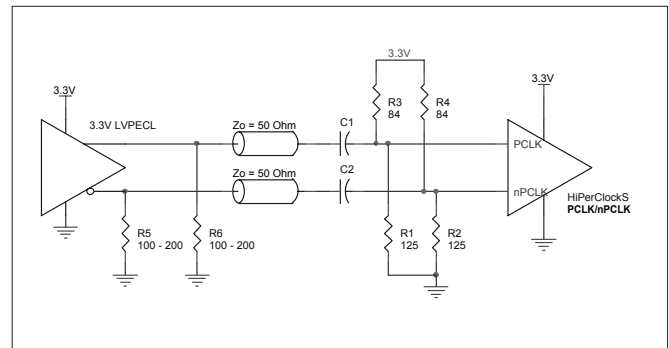 3.3V
3.3V
3.3V
R3
84
R4
84
3.3V LVPECL
Zo = 50 Ohm
C1
PCLK
Zo = 50 Ohm
C2
nPCLK
HiPerClockS
PCLK/nPCLK
R5
100 - 200
R6
100 - 200
R1
125
R2
125